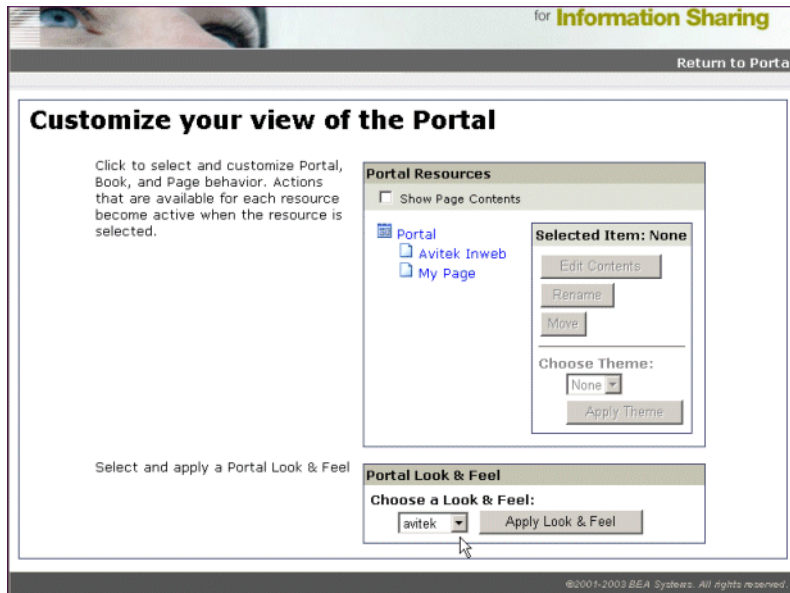 for Information Sharing
Return to Porta
Customize your view of the Portal
Click to select and customize Portal,
Book, and Page behavior. Actions
that are available for each resource
become active when the resource is
selected.
Portal Resources
Show Page Contents
Portal
Avitek Inweb
My Page
Selected Item: None
Edit Contents
Rename
Move
Choose Theme:
None
Apply Theme
Select and apply a Portal Look & Feel
Portal Look & Feel
Choose a Look & Feel:
avitek
Apply Look & Feel
©2001-2003 BEA Systems. All rights reserved.